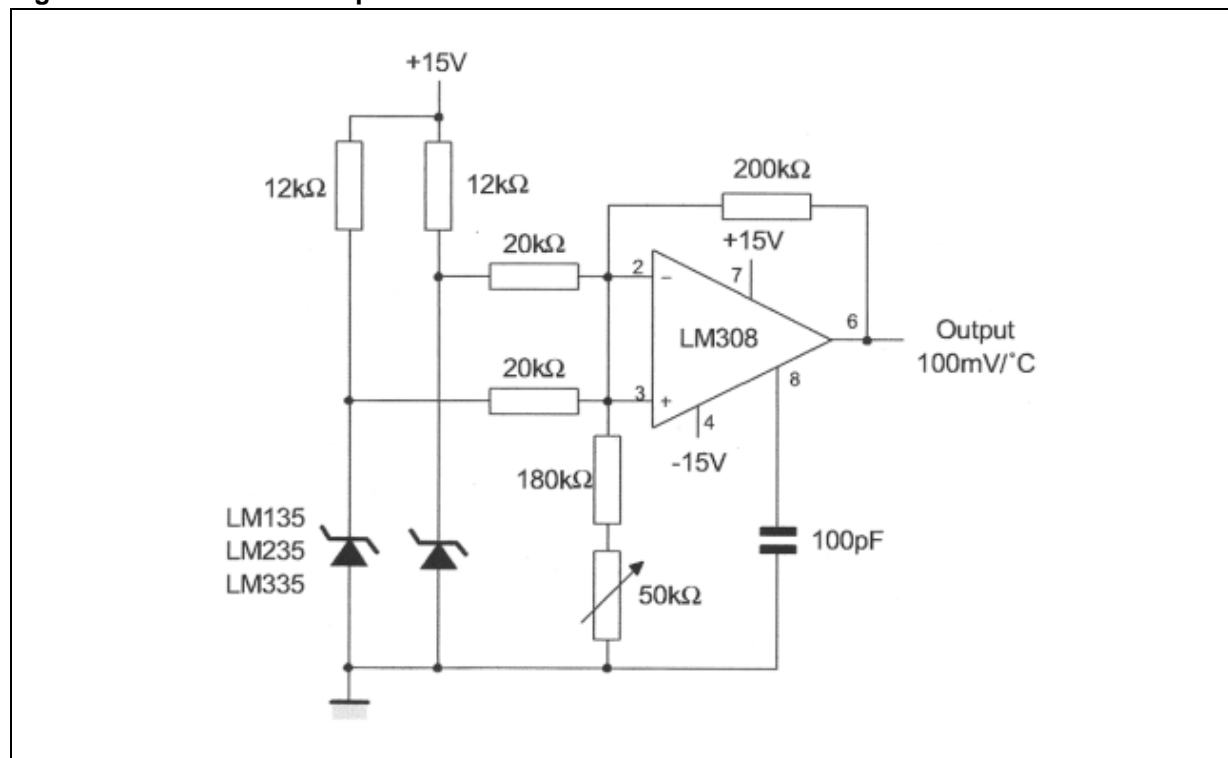 +15V
12kΩ
12kΩ
200kΩ
20kΩ
+15V
2
−
7
LM308
6
Output
100mV/°C
20kΩ
3
+
8
4
-15V
180kΩ
LM135
LM235
LM335
100pF
50kΩ